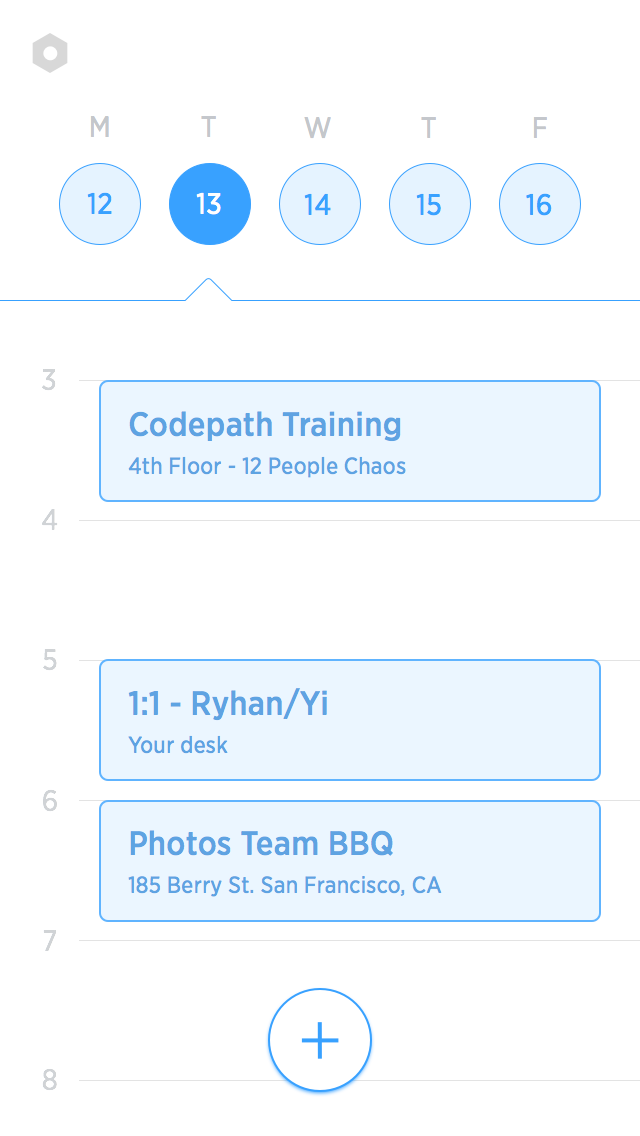 M T W T F
12 13 14 15 16
3
Codepath Training
4th Floor - 12 People Chaos
4
5
1:1 - Ryhan/Yi
Your desk
6
Photos Team BBQ
185 Berry St. San Francisco, CA
7
8